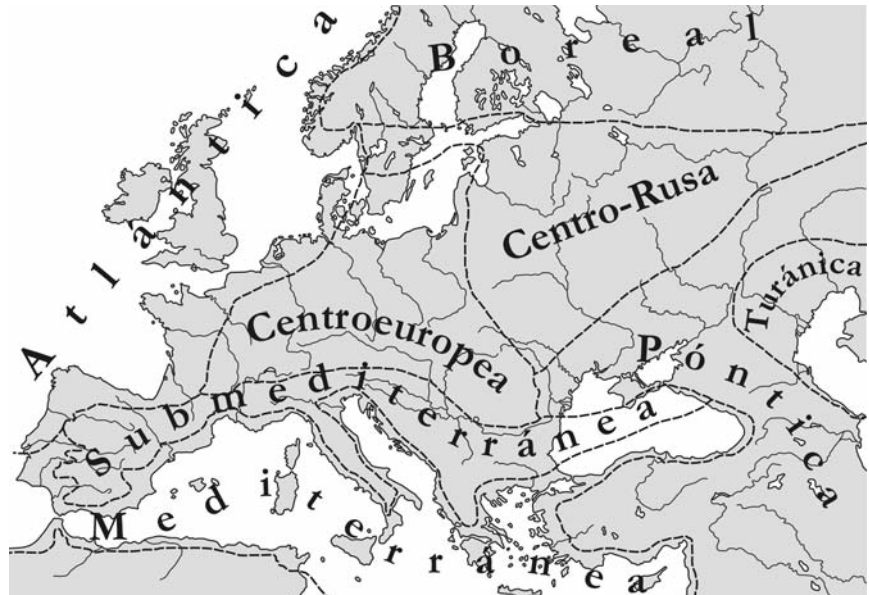 Boreal
Atlántica
Centro-Rusa
Turánica
Centroeuropea
Póntica
Submediterránea
Mediterránea